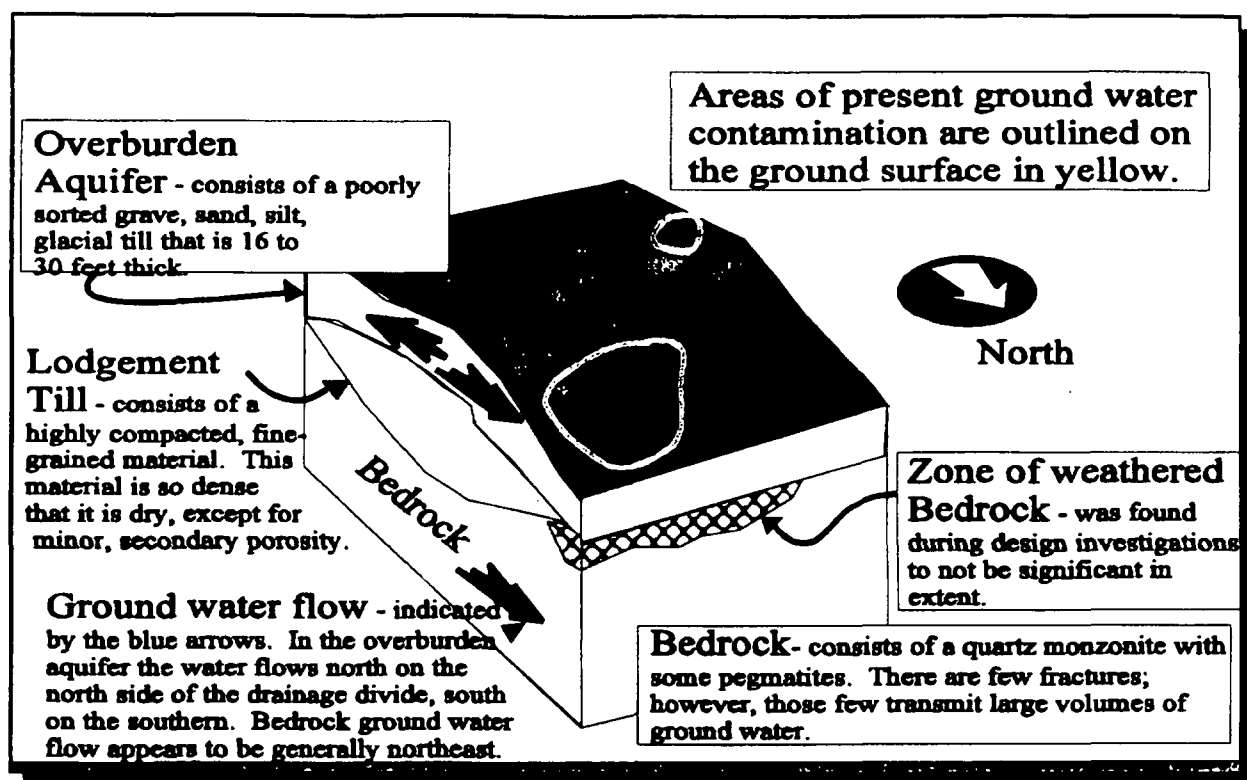 Areas of present ground water
contamination are outlined on
the ground surface in yellow.
Overburden
Aquifer - consists of a poorly
sorted grave, sand, silt,
glacial till that is 16 to
30 feet thick.
North
Lodgement
Till - consists of a
highly compacted, fine-
grained material. This
material is so dense
that it is dry, except for
minor, secondary porosity.
Bedrock
Zone of weathered
Bedrock - was found
during design investigations
to not be significant in
extent.
Ground water flow - indicated
by the blue arrows. In the overburden
aquifer the water flows north on the
north side of the drainage divide, south
on the southern. Bedrock ground water
flow appears to be generally northeast.
Bedrock- consists of a quartz monzonite with
some pegmatites. There are few fractures;
however, those few transmit large volumes of
ground water.